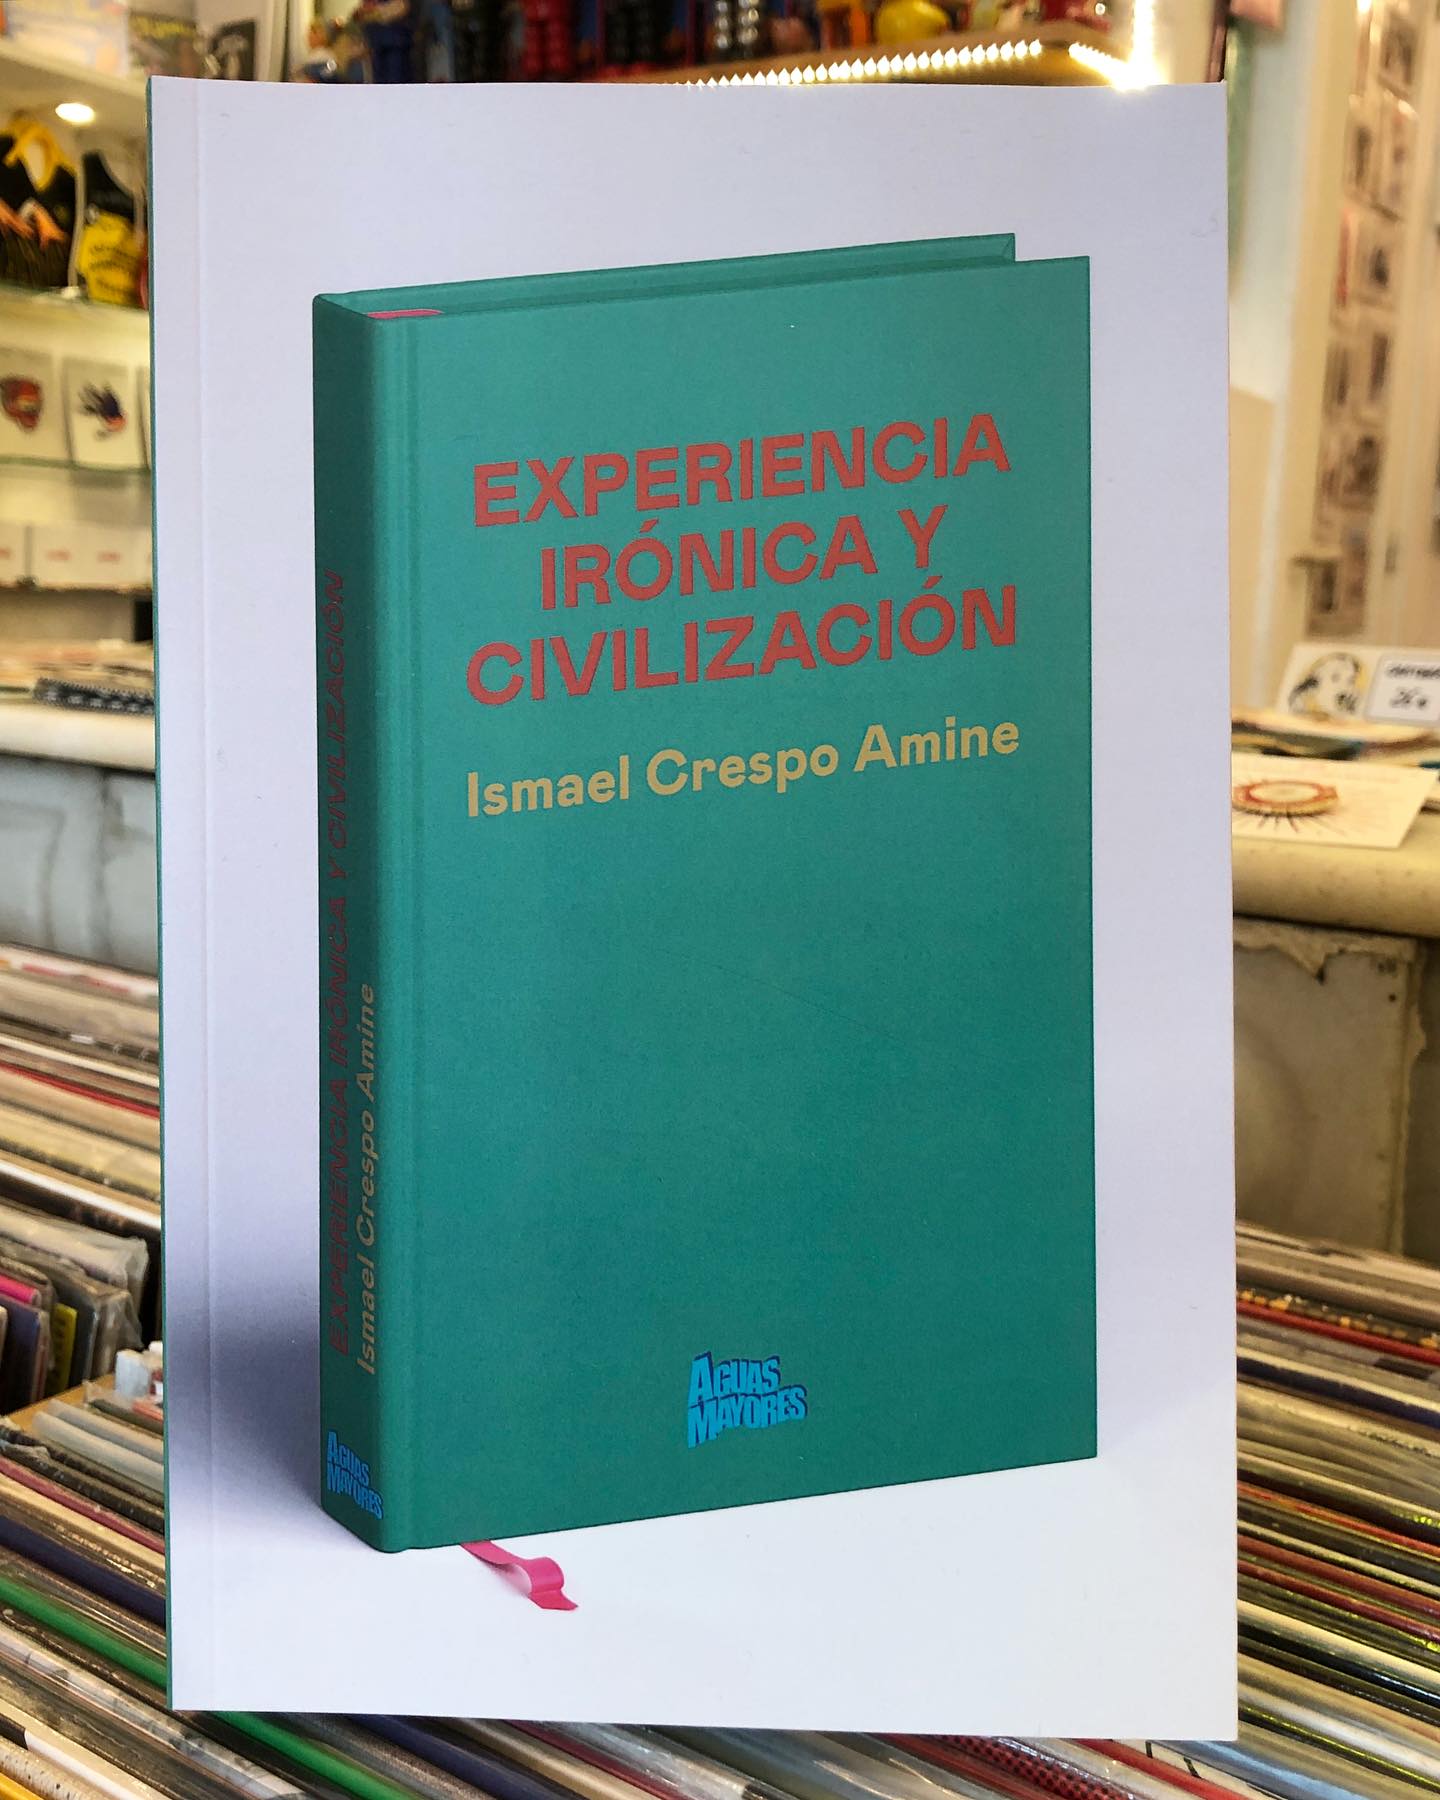 EXPERIENCIA
IRÓNICA Y
CIVILIZACIÓN
Ismael Crespo Amine
AGUAS
MAYORES
EXPERIENCIA IRÓNICA Y CIVILIZACIÓN
Ismael Crespo Amine
AGUAS
MAYORES